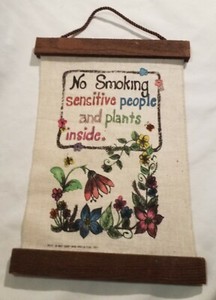 No Smoking
sensitive people
and plants
inside.